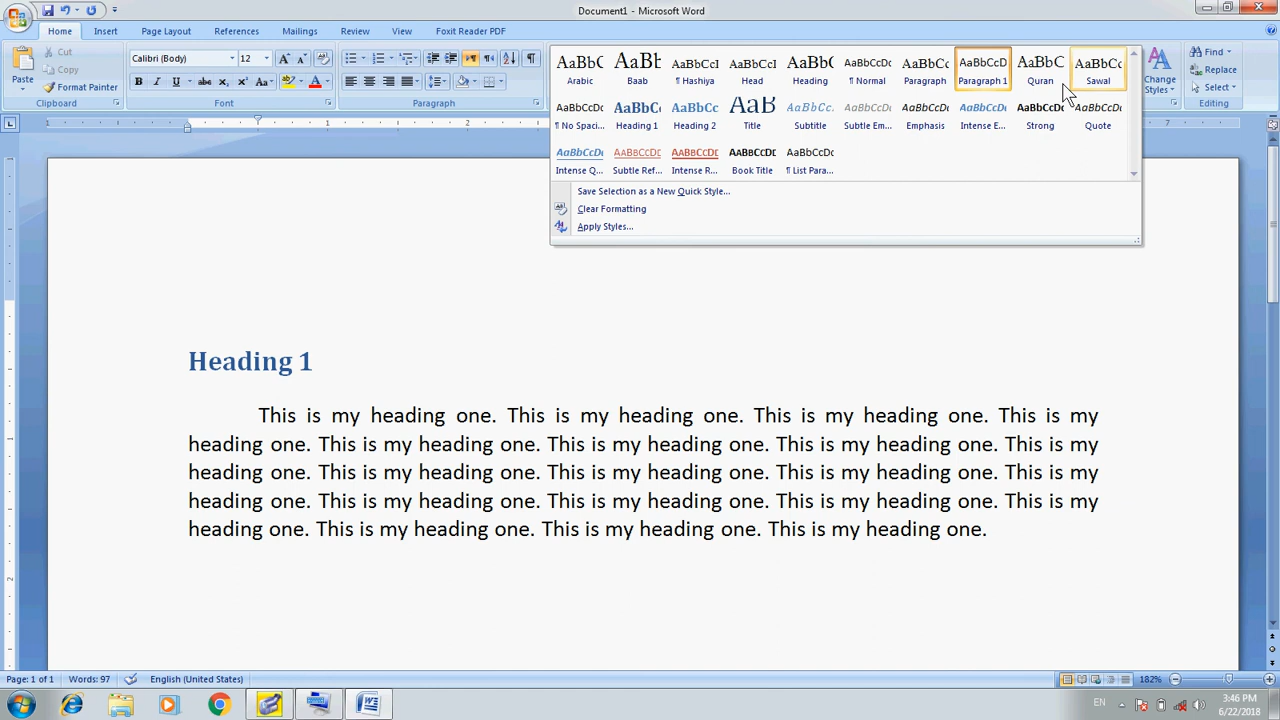 Document1 - Microsoft Word
Home Insert Page Layout References Mailings Review View Foxit Reader PDF
Paste
Cut
Copy
Format Painter
Clipboard
Calibri (Body) 12
Font
Paragraph
AaBbC AaBb AaBbCcI AaBbCcI AaBbC AaBbCcDc AaBbCc AaBbCcD AaBbC AaBbCc
Arabic Baab ¶ Hashiya Head Heading ¶ Normal Paragraph Paragraph 1 Quran Sawal
AaBbCcDc AaBbC AaBbCc AaB AaBbCc. AaBbCcDc AaBbCcDc AaBbCcDc AaBbCcDc AaBbCcDc
¶ No Spaci... Heading 1 Heading 2 Title Subtitle Subtle Em... Emphasis Intense E... Strong Quote
AaBbCcDc AaBbCcDc AaBbCcDc AaBbCcDc AaBbCcDc
Intense Q... Subtle Ref... Intense R... Book Title ¶ List Para...
Save Selection as a New Quick Style...
Clear Formatting
Apply Styles...
Change
Styles
Find
Replace
Select
Editing
Heading 1
This is my heading one. This is my heading one. This is my heading one. This is my
heading one. This is my heading one. This is my heading one. This is my heading one. This is my
heading one. This is my heading one. This is my heading one. This is my heading one. This is my
heading one. This is my heading one. This is my heading one. This is my heading one. This is my
heading one. This is my heading one. This is my heading one. This is my heading one.
Page: 1 of 1 Words: 97 English (United States) 182%
EN 3:46 PM
6/22/2018